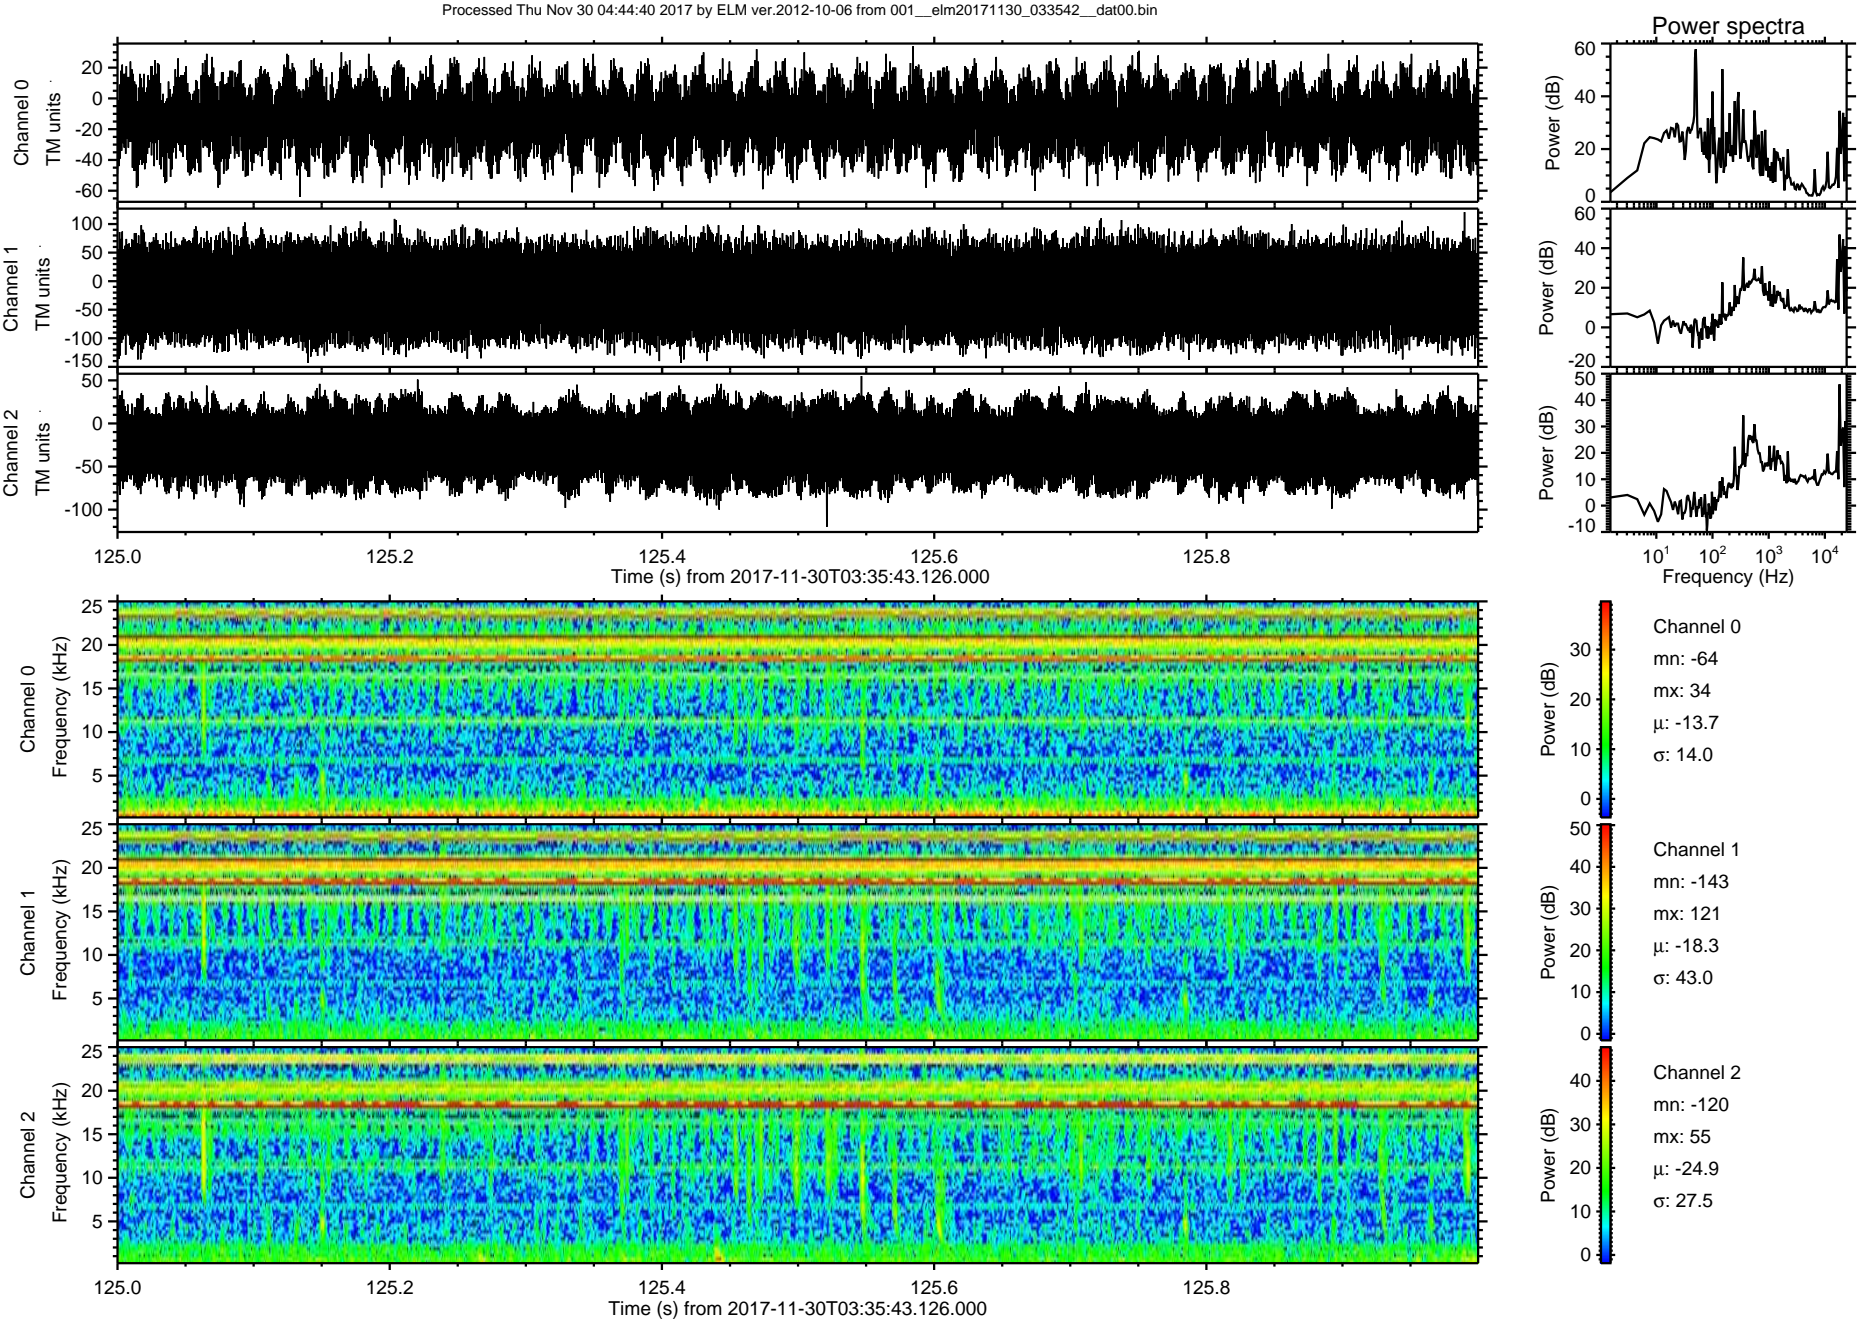 Processed Thu Nov 30 04:44:40 2017 by ELM ver.2012-10-06 from 001__elm20171130_033542__dat00.bin
Power spectra
Channel 0
TM units
20
0
-20
-40
-60
Power (dB)
60
40
20
0
Channel 1
TM units
100
50
0
-50
-100
-150
Power (dB)
60
40
20
0
-20
Channel 2
TM units
50
0
-50
-100
Power (dB)
50
40
30
20
10
0
-10
125.0 125.2 125.4 125.6 125.8
Time (s) from 2017-11-30T03:35:43.126.000
10¹ 10² 10³ 10⁴
Frequency (Hz)
Channel 0
Frequency (kHz)
25
20
15
10
5
Power (dB)
30
20
10
0
Channel 0
mn: -64
mx: 34
μ: -13.7
σ: 14.0
Channel 1
Frequency (kHz)
25
20
15
10
5
Power (dB)
50
40
30
20
10
0
Channel 1
mn: -143
mx: 121
μ: -18.3
σ: 43.0
Channel 2
Frequency (kHz)
25
20
15
10
5
Power (dB)
40
30
20
10
0
Channel 2
mn: -120
mx: 55
μ: -24.9
σ: 27.5
125.0 125.2 125.4 125.6 125.8
Time (s) from 2017-11-30T03:35:43.126.000